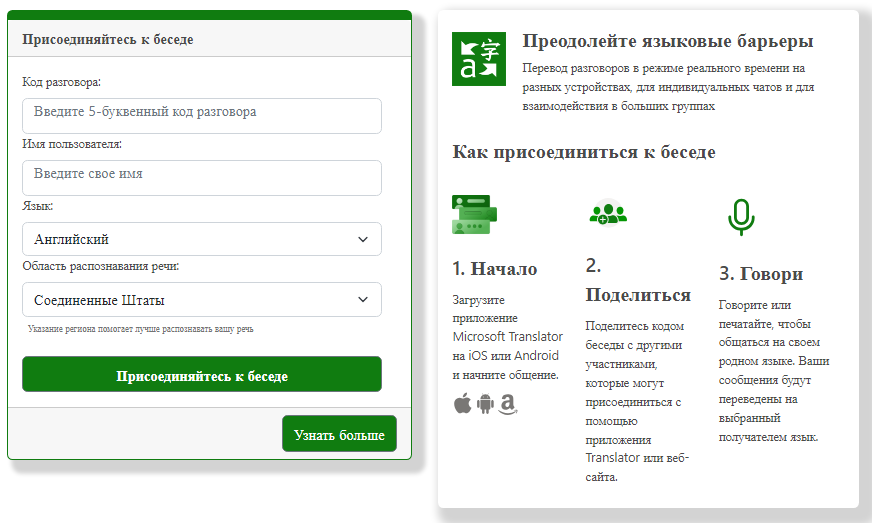 Присоединяйтесь к беседе
Код разговора:
Введите 5-буквенный код разговора
Имя пользователя:
Введите свое имя
Язык:
Английский
Область распознавания речи:
Соединенные Штаты
Указание региона помогает лучше распознавать вашу речь
Присоединяйтесь к беседе
Узнать больше
字
a
Преодолейте языковые барьеры
Перевод разговоров в режиме реального времени на
разных устройствах, для индивидуальных чатов и для
взаимодействия в больших группах
Как присоединиться к беседе
1. Начало
Загрузите
приложение
Microsoft Translator
на iOS или Android
и начните общение.
a
2.
Поделиться
Поделитесь кодом
беседы с другими
участниками,
которые могут
присоединиться с
помощью
приложения
Translator или веб-
сайта.
3. Говори
Говорите или
печатайте, чтобы
общаться на своем
родном языке. Ваши
сообщения будут
переведены на
выбранный
получателем язык.